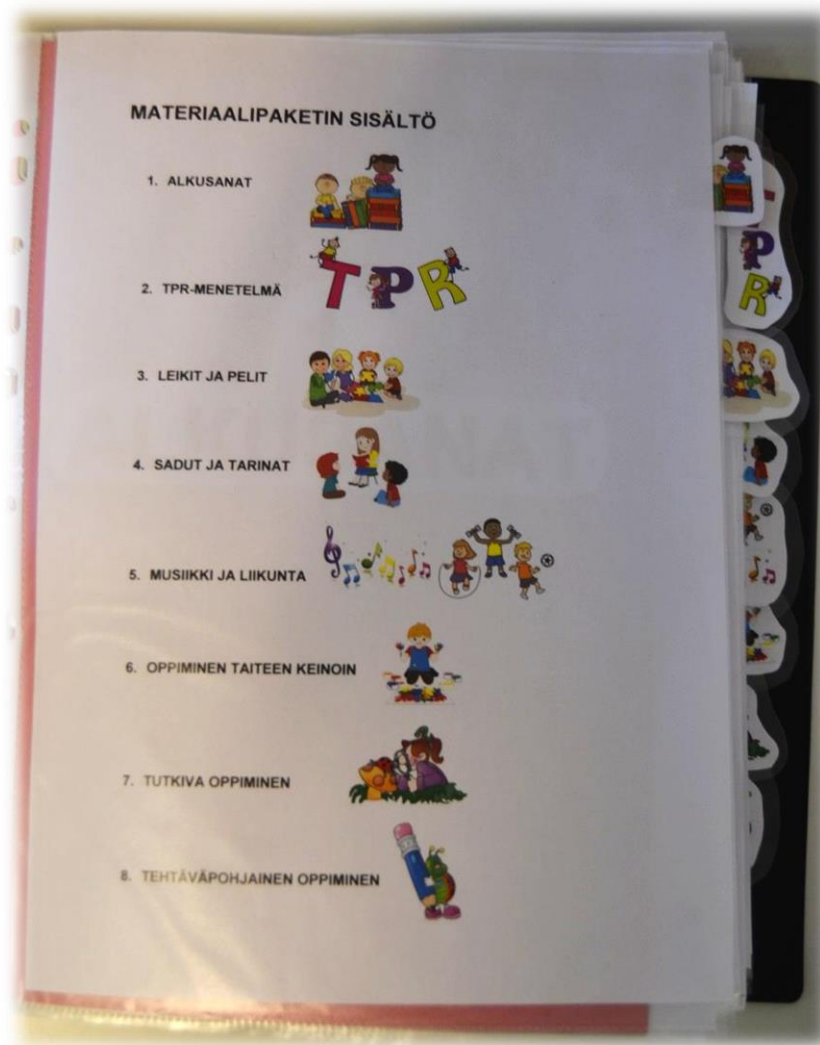 MATERIAALIPAKETIN SISÄLTÖ
1. ALKUSANAT
2. TPR-MENETELMÄ
TPR
3. LEIKIT JA PELIT
4. SADUT JA TARINAT
5. MUSIIKKI JA LIIKUNTA
6. OPPIMINEN TAITEEN KEINOIN
7. TUTKIVA OPPIMINEN
8. TEHTÄVÄPOHJAINEN OPPIMINEN
P
R